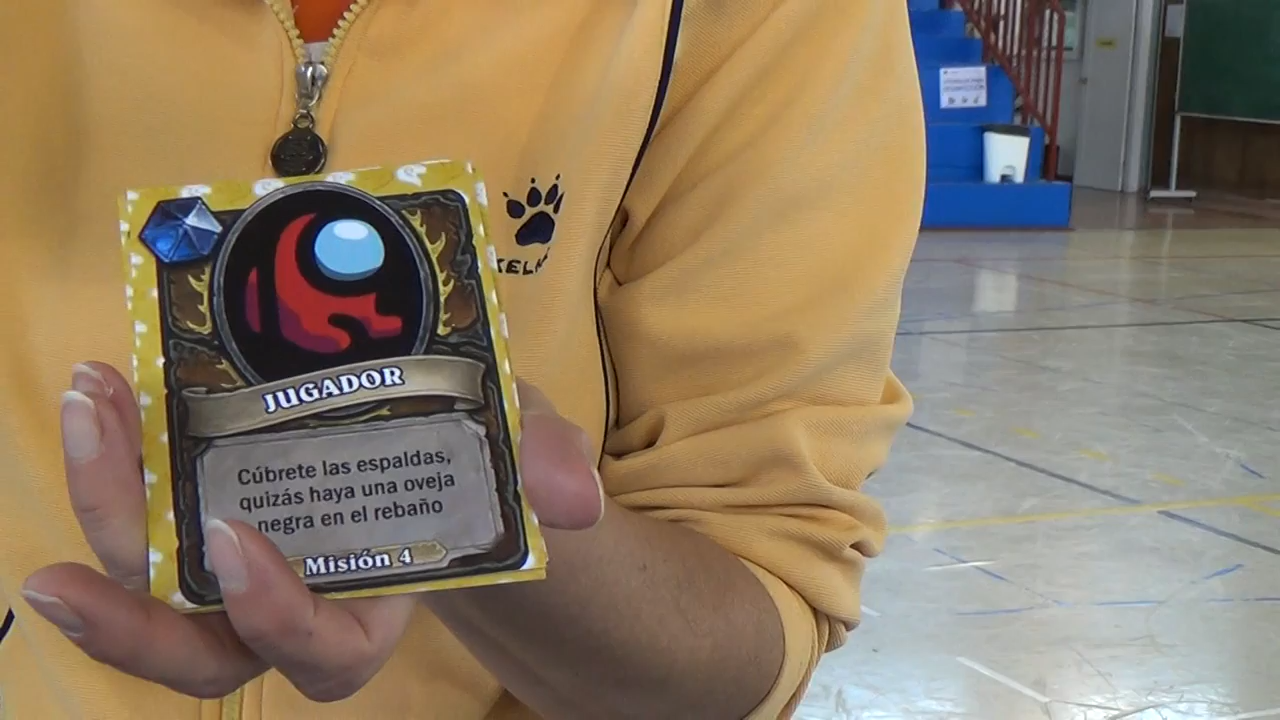 JUGADOR
Cúbrete las espaldas,
quizás haya una oveja
negra en el rebaño
Misión 4